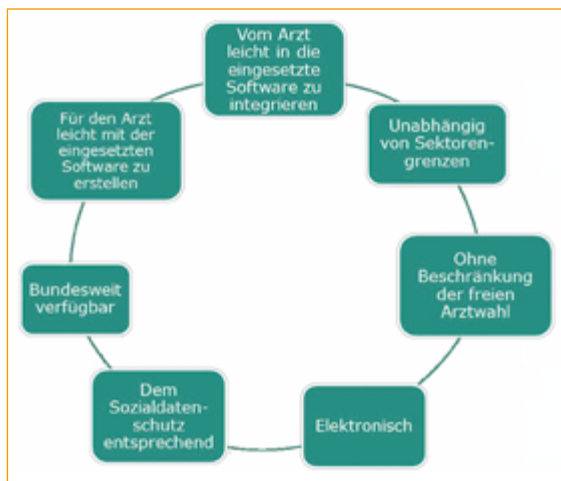 Vom Arzt
leicht in die
eingesetzte
Software zu
integrieren
Unabhängig
von Sektoren-
grenzen
Ohne
Beschränkung
der freien
Arztwahl
Elektronisch
Dem
Sozialdaten-
schutz
entsprechend
Bundesweit
verfügbar
Für den Arzt
leicht mit der
eingesetzten
Software zu
erstellen